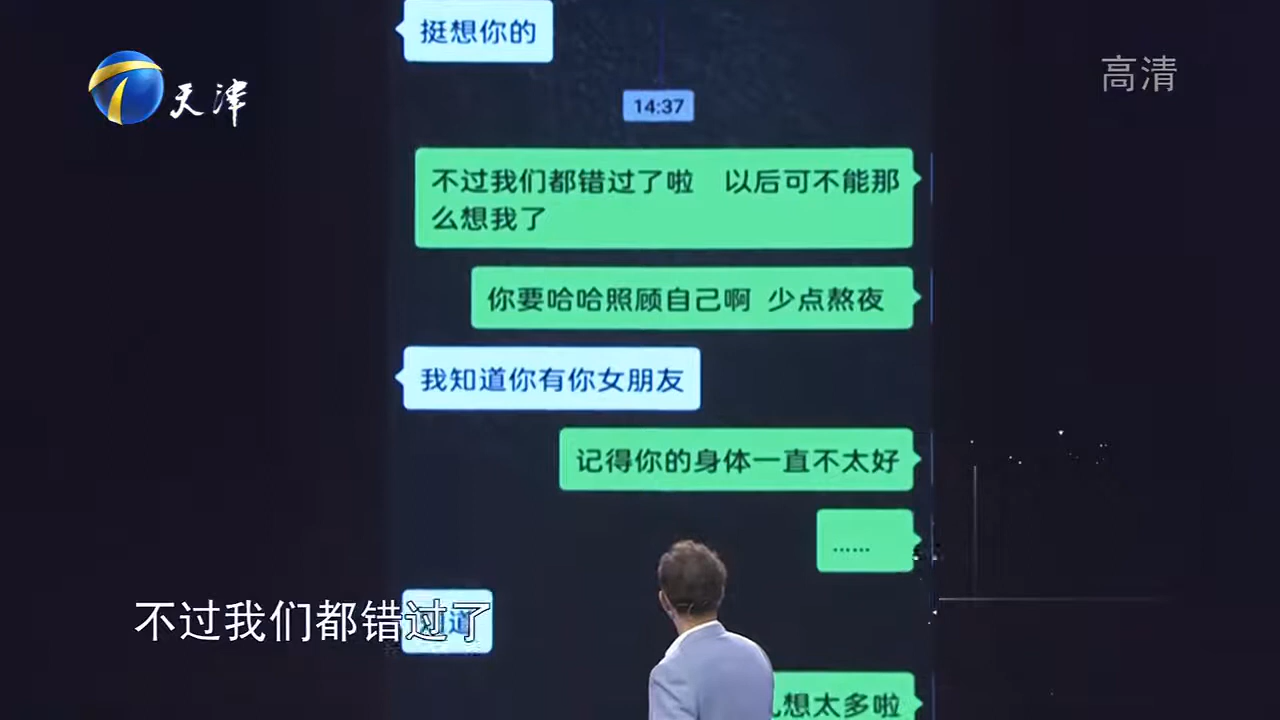 挺想你的
天津
高清
14:37
不过我们都错过了啦 以后可不能那
么想我了
你要哈哈照顾自己啊 少点熬夜
我知道你有你女朋友
记得你的身体一直不太好
……
不过我们都错过了
知道
想太多啦